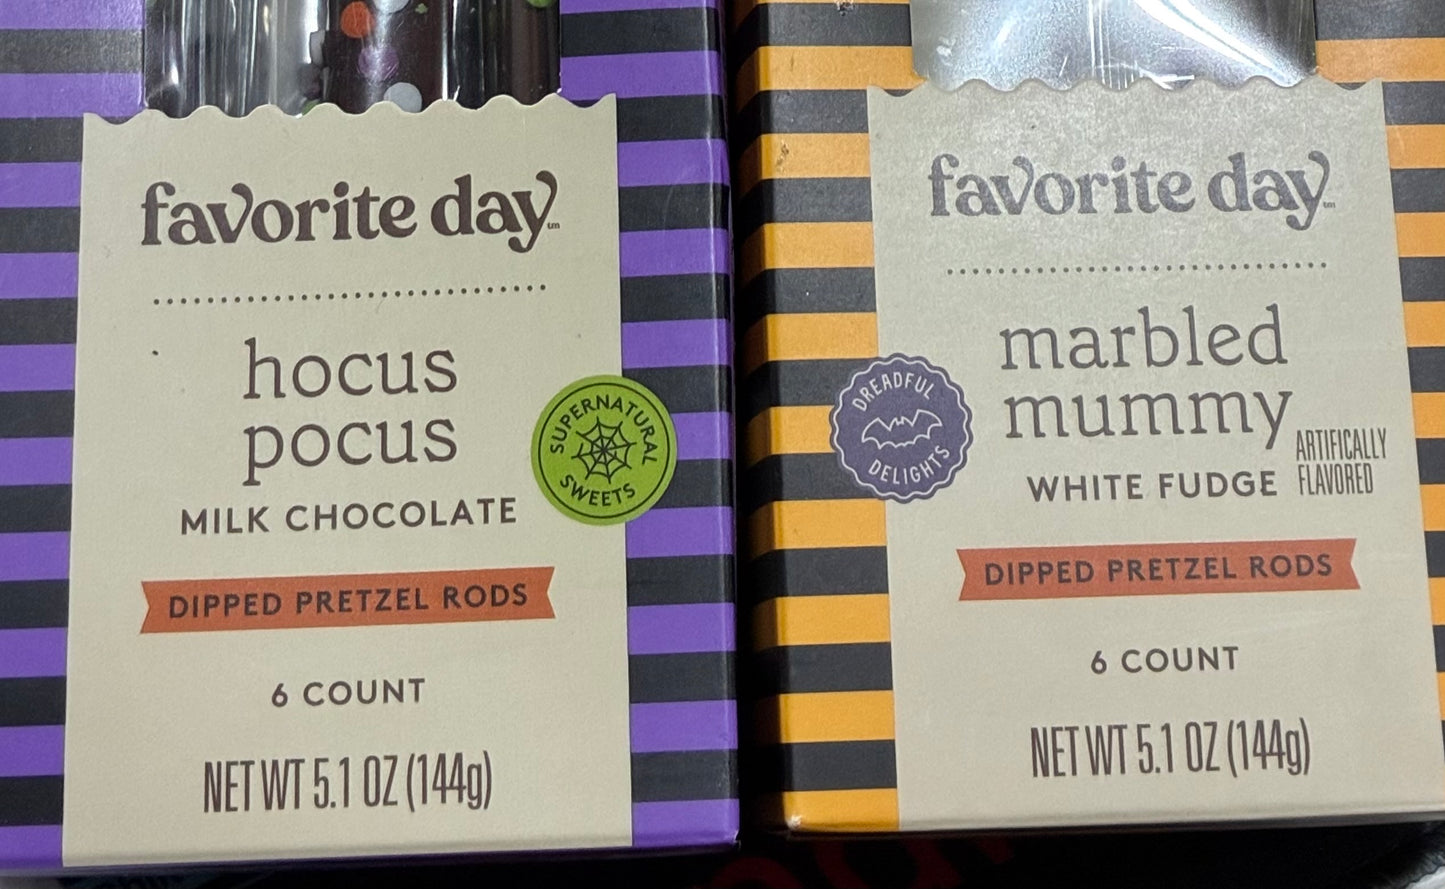 favorite day™
hocus
pocus
MILK CHOCOLATE
SUPERNATURAL
SWEETS
DIPPED PRETZEL RODS
6 COUNT
NET WT 5.1 OZ (144g)
favorite day™
marbled
mummy
WHITE FUDGE
ARTIFICALLY
FLAVORED
DREADFUL
DELIGHTS
DIPPED PRETZEL RODS
6 COUNT
NET WT 5.1 OZ (144g)